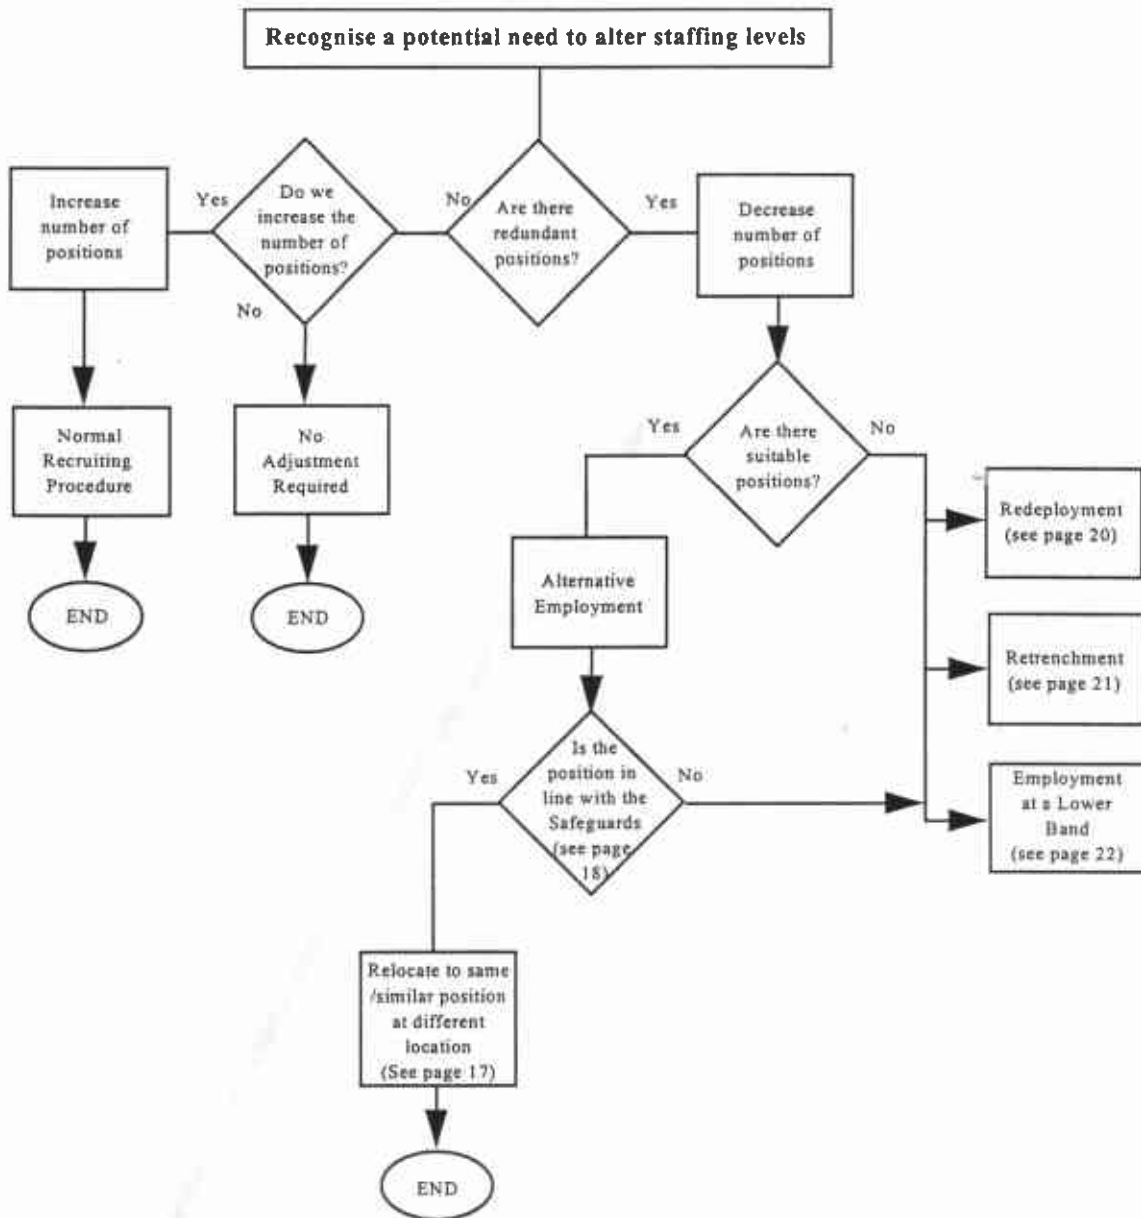 Recognise a potential need to alter staffing levels
Increase
number of
positions
Yes
Do we
increase the
number of
positions?
No
No
Are there
redundant
positions?
Yes
Decrease
number of
positions
Normal
Recruiting
Procedure
No
Adjustment
Required
END
END
Yes
Are there
suitable
positions?
No
Alternative
Employment
Redeployment
(see page 20)
Retrenchment
(see page 21)
Employment
at a Lower
Band
(see page 22)
Yes
Is the
position in
line with the
Safeguards
(see page
18)
No
Relocate to same
/similar position
at different
location
(See page 17)
END